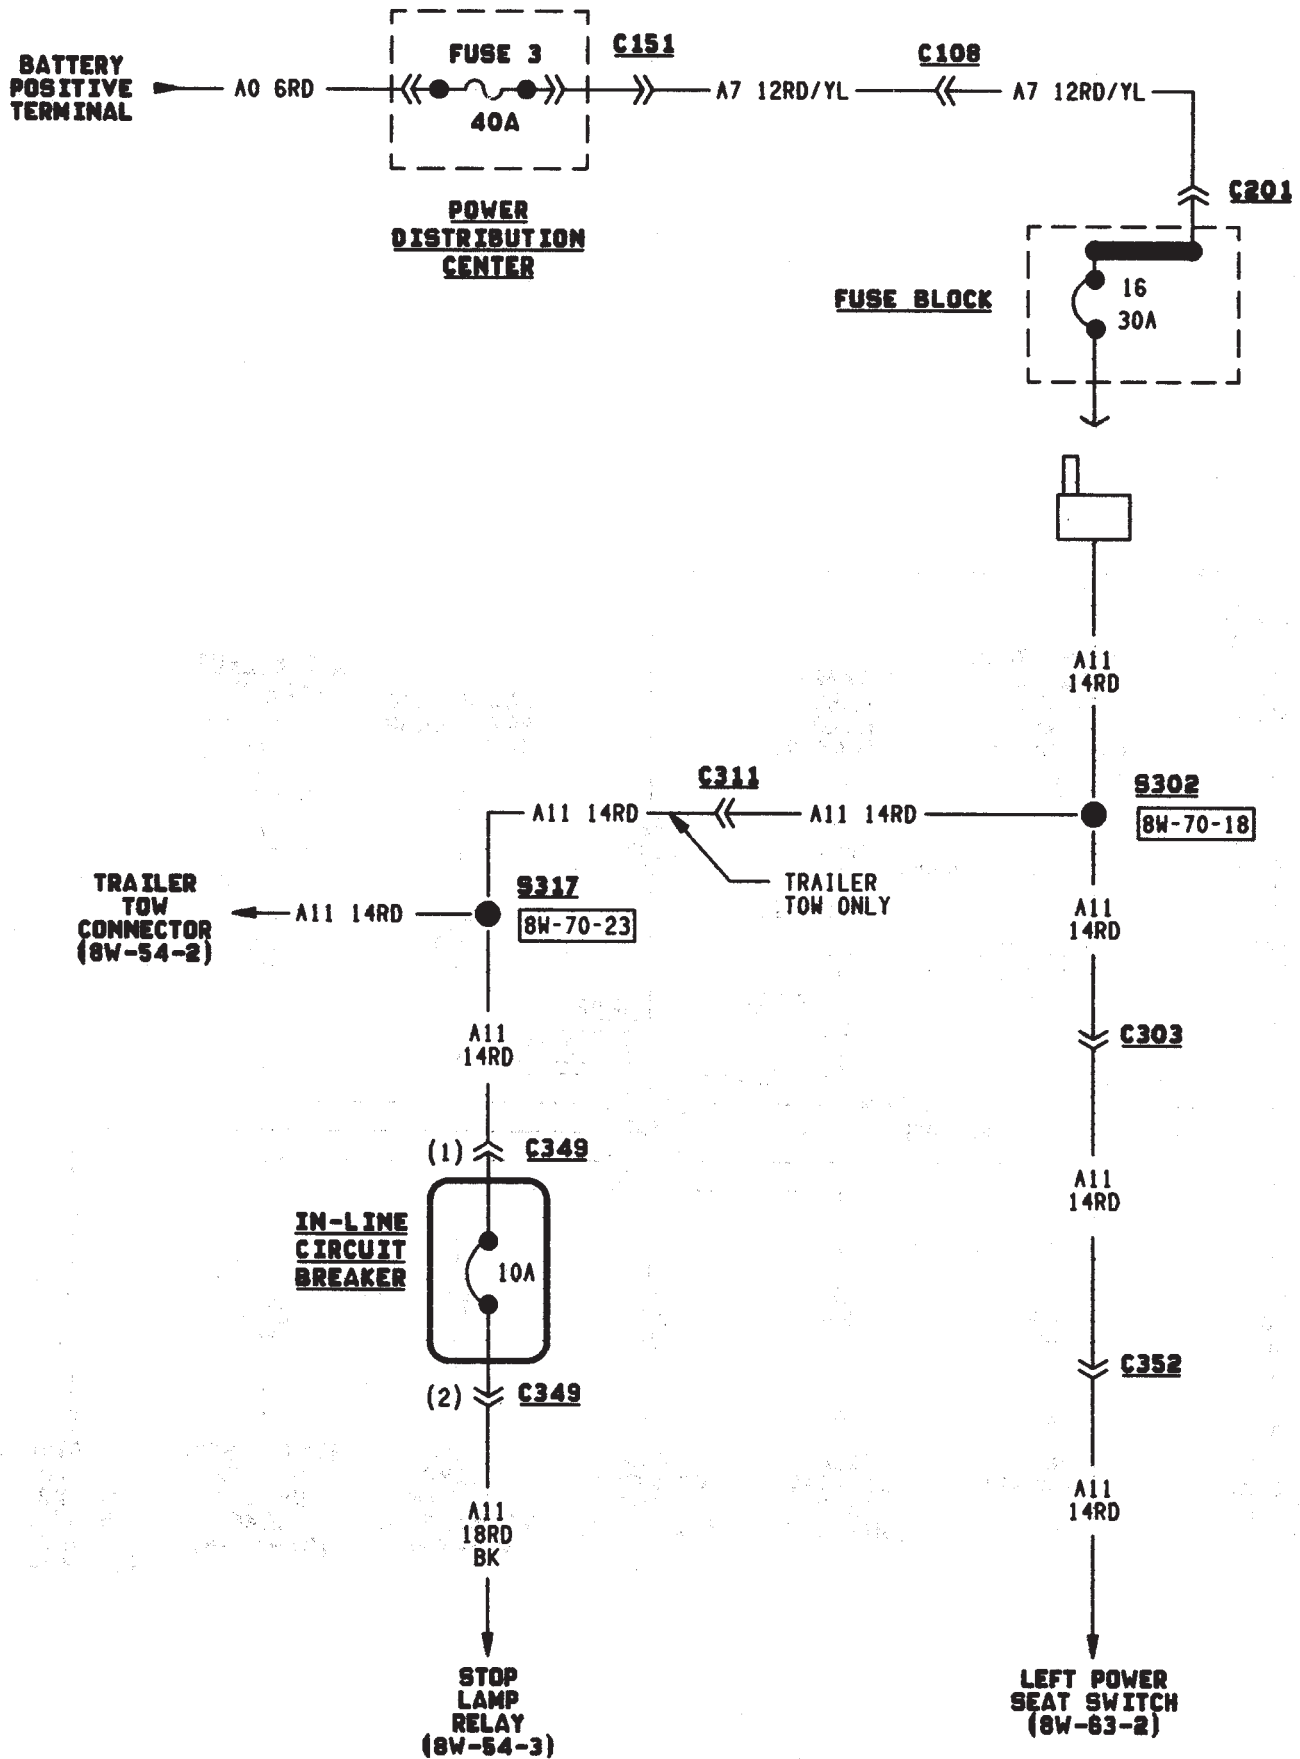 BATTERY
POSITIVE
TERMINAL
A0 6RD
FUSE 3
40A
POWER
DISTRIBUTION
CENTER
C151
A7 12RD/YL
C108
A7 12RD/YL
C201
FUSE BLOCK
16
30A
A11
14RD
S302
8W-70-18
C311
A11 14RD
A11 14RD
TRAILER
TOW ONLY
TRAILER
TOW
CONNECTOR
(8W-54-2)
A11 14RD
S317
8W-70-23
A11
14RD
A11
14RD
C303
(1)
C349
IN-LINE
CIRCUIT
BREAKER
10A
A11
14RD
(2)
C349
C352
A11
18RD
BK
A11
14RD
STOP
LAMP
RELAY
(8W-54-3)
LEFT POWER
SEAT SWITCH
(8W-63-2)